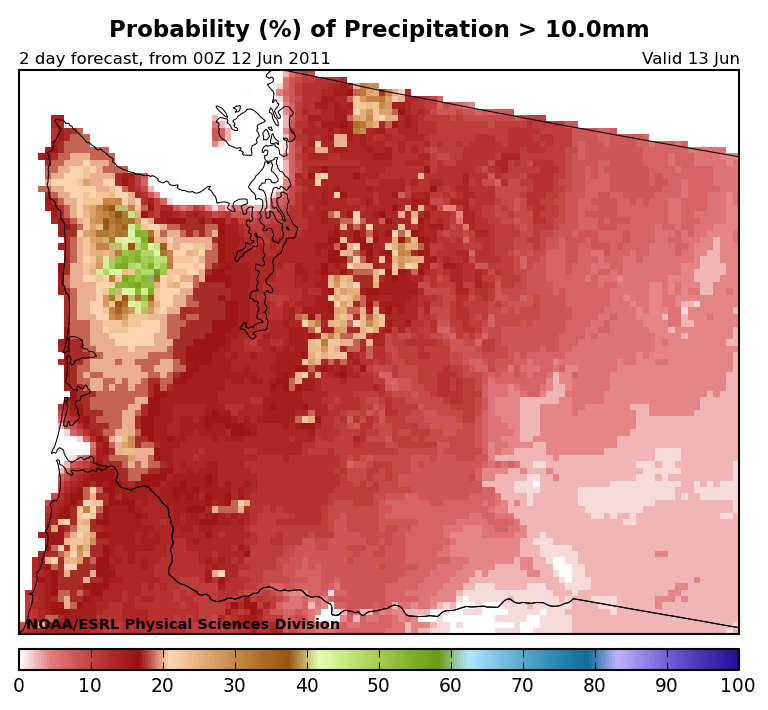 Probability (%) of Precipitation > 10.0mm
2 day forecast, from 00Z 12 Jun 2011 Valid 13 Jun
NOAA/ESRL Physical Sciences Division
0 10 20 30 40 50 60 70 80 90 100